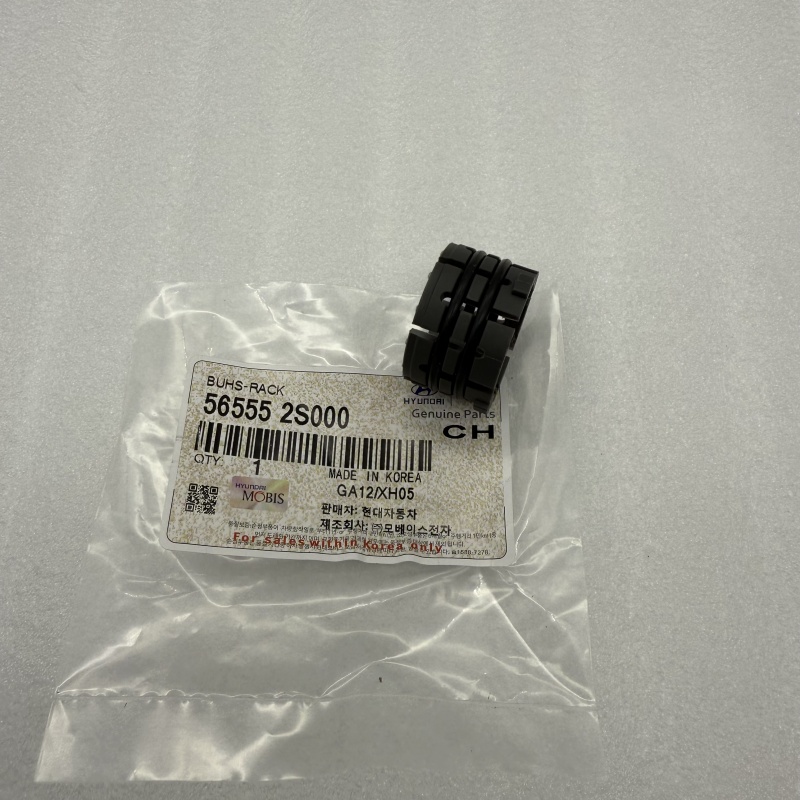 BUHS-RACK
56555 2S000
HYUNDAI
Genuine Parts
CH
QTY: 1
MADE IN KOREA
GA12/XH05
HYUNDAI
MOBIS
판매자: 현대자동차
제조회사: ㈜모베이스전자
For sales within Korea only